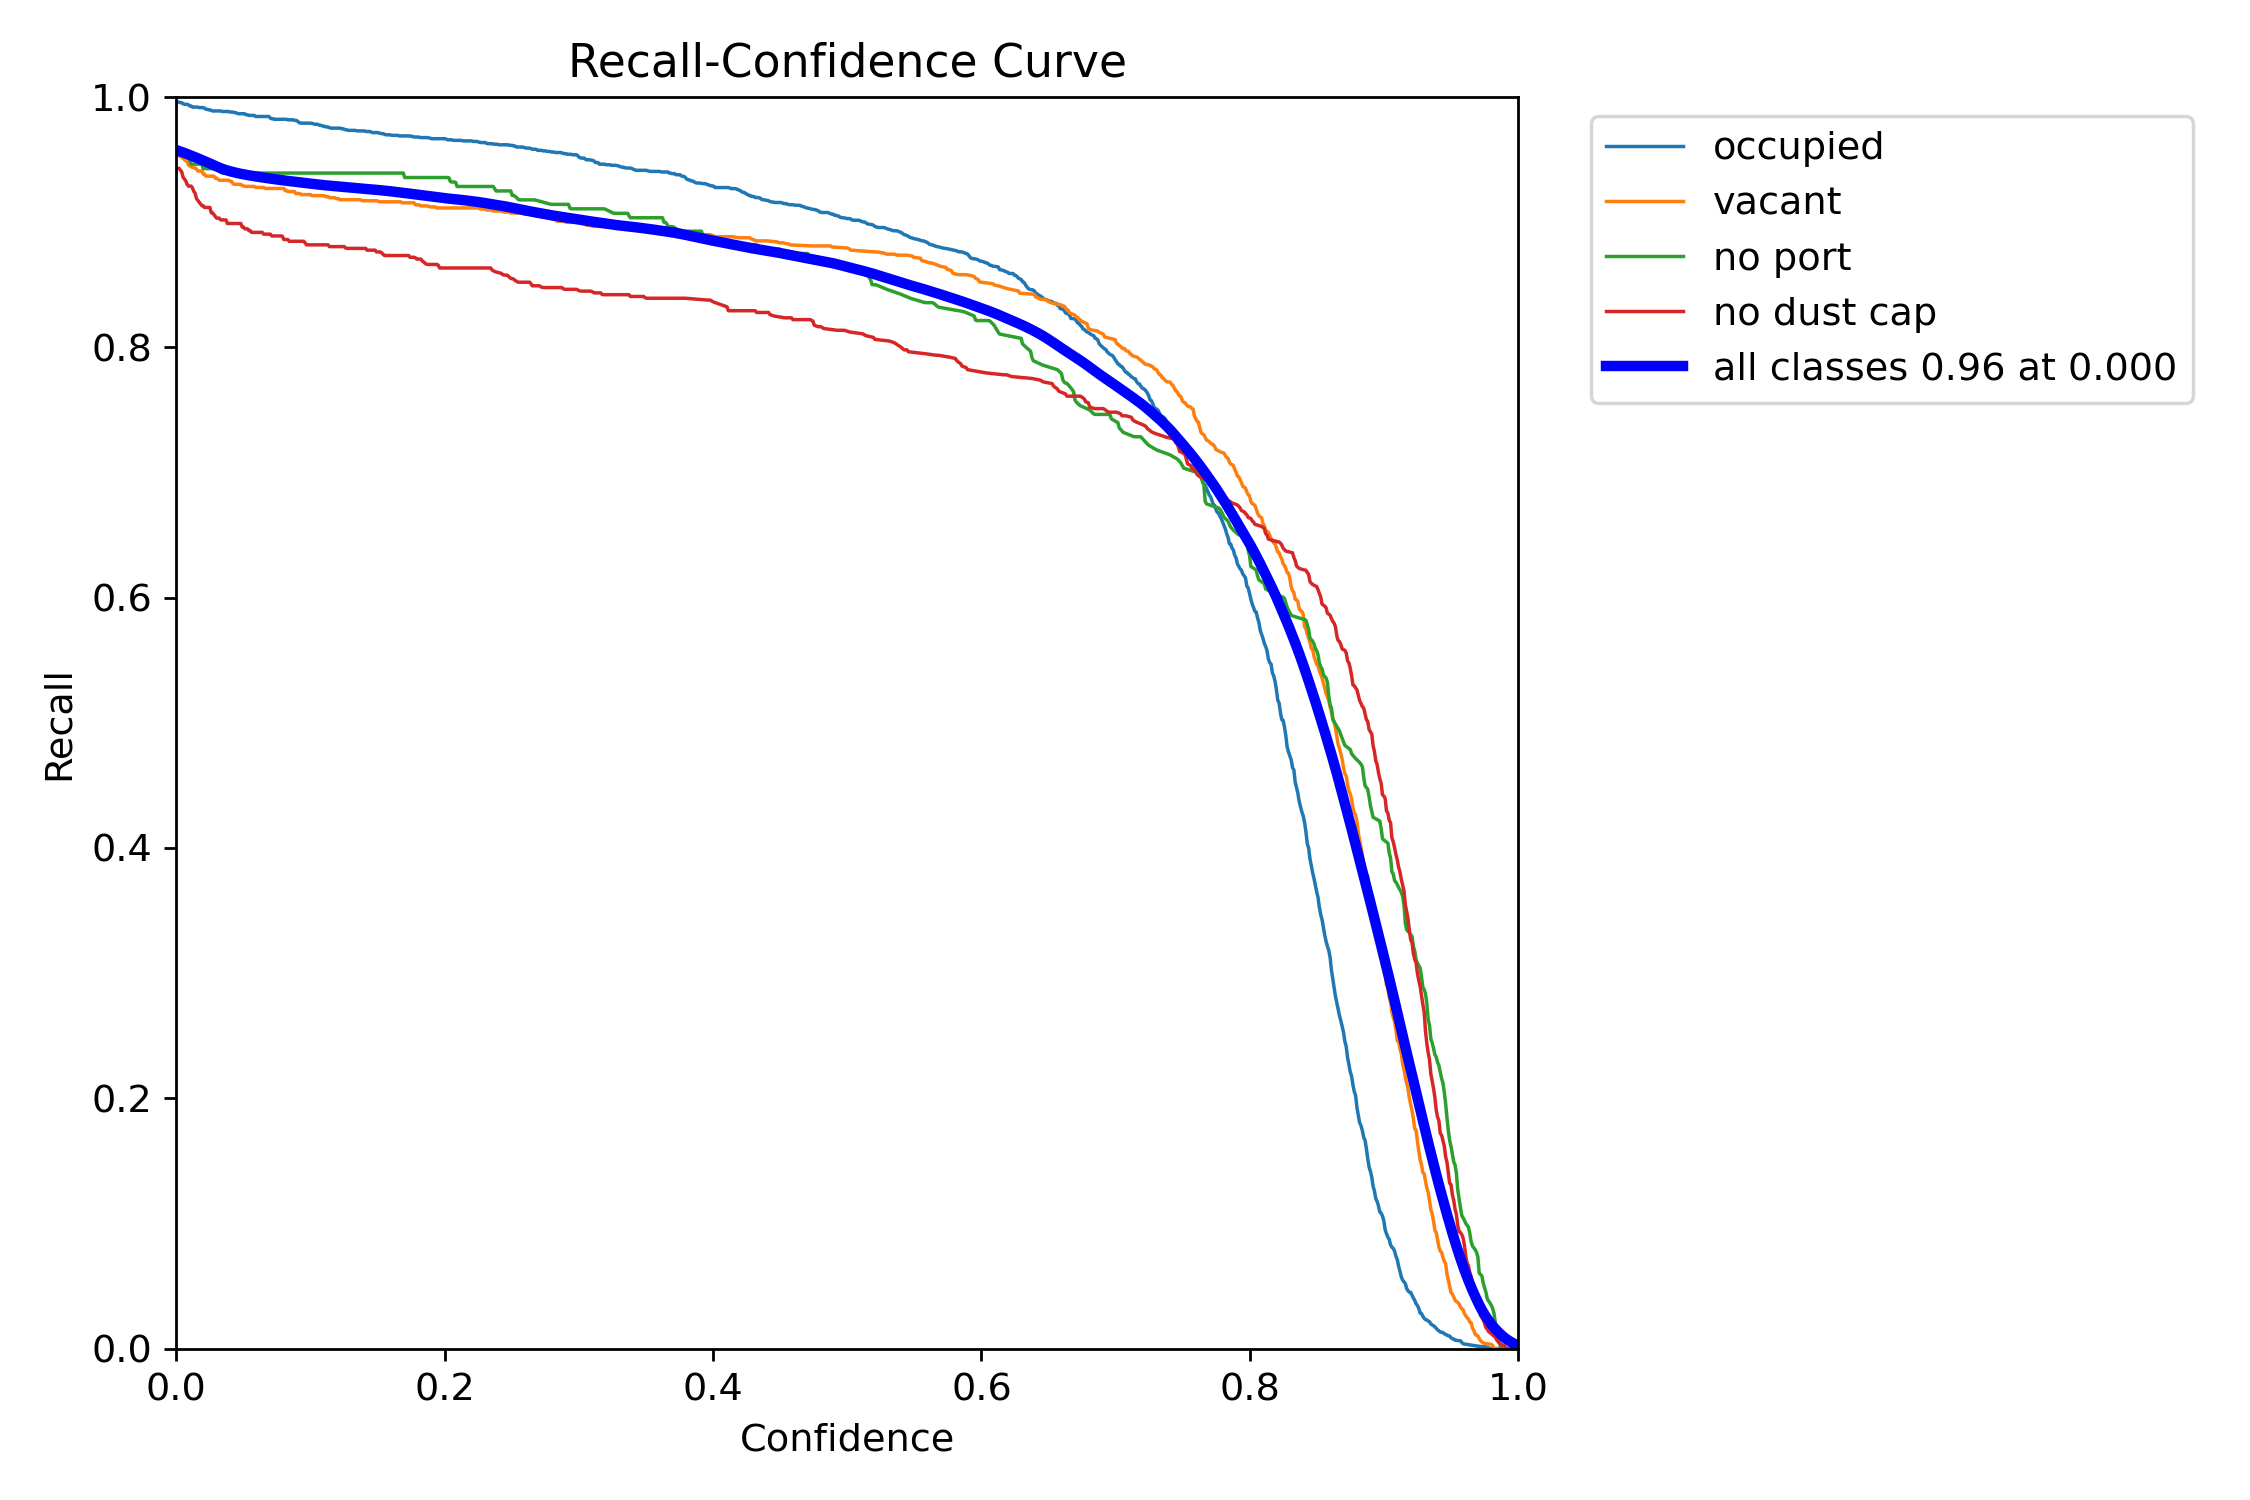 Recall-Confidence Curve
1.0
0.8
0.6
0.4
0.2
0.0
Recall
0.0 0.2 0.4 0.6 0.8 1.0
Confidence
occupied
vacant
no port
no dust cap
all classes 0.96 at 0.000